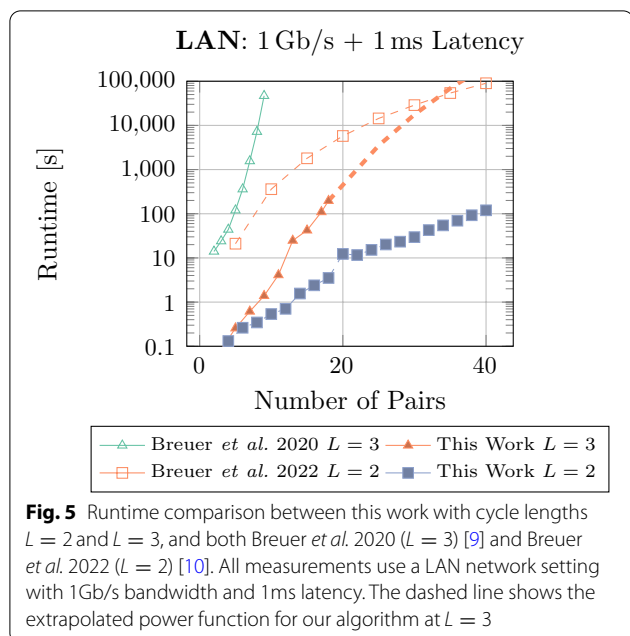 LAN: 1 Gb/s + 1 ms Latency
100,000
10,000
1,000
100
10
1
0.1
Runtime [s]
0 20 40
Number of Pairs
Breuer et al. 2020 L = 3 This Work L = 3
Breuer et al. 2022 L = 2 This Work L = 2
Fig. 5 Runtime comparison between this work with cycle lengths
L = 2 and L = 3, and both Breuer et al. 2020 (L = 3) [9] and Breuer
et al. 2022 (L = 2) [10]. All measurements use a LAN network setting
with 1Gb/s bandwidth and 1ms latency. The dashed line shows the
extrapolated power function for our algorithm at L = 3